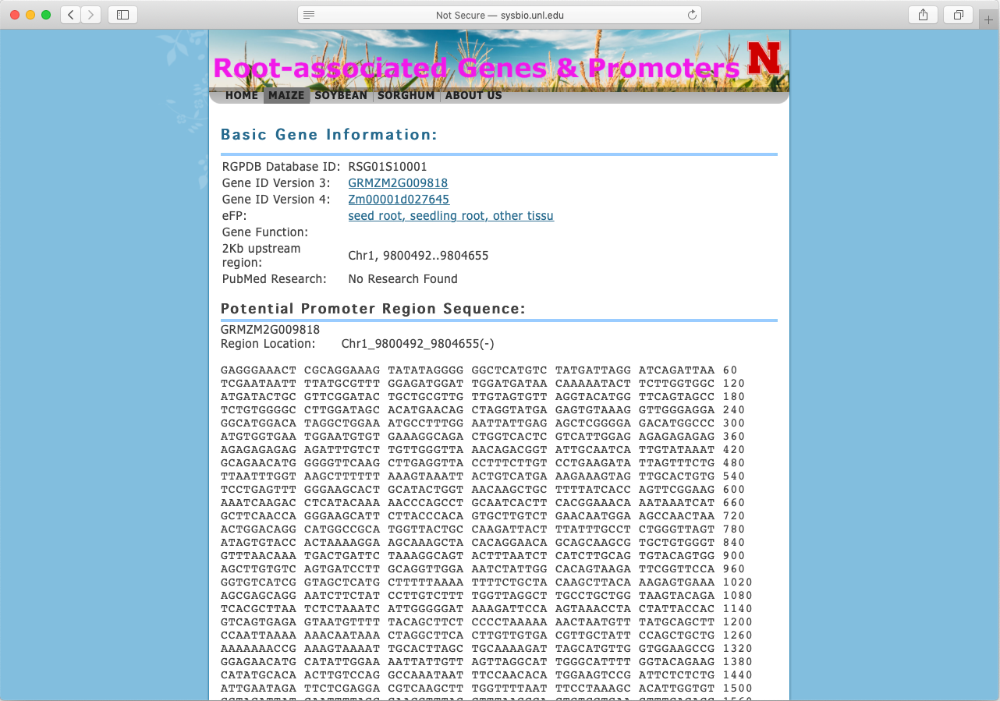 Not Secure — sysbio.unl.edu
Root-associated Genes & Promoters N
HOME MAIZE SOYBEAN SORGHUM ABOUT US
Basic Gene Information:
RGPDB Database ID: RSG01S10001
Gene ID Version 3: GRMZM2G009818
Gene ID Version 4: Zm00001d027645
eFP: seed root, seedling root, other tissu
Gene Function:
2Kb upstream region: Chr1, 9800492..9804655
PubMed Research: No Research Found
Potential Promoter Region Sequence:
GRMZM2G009818
Region Location: Chr1_9800492_9804655(-)
GAGGGAAACT CGCAGGAAAG TATATAGGGG GGCTCATGTC TATGATTAGG ATCAGATTAA 60
TCGAATAATT TTATGCGTTT GGAGATGGAT TGGATGATAA CAAAAATACT TCTTGGTGGC 120
ATGATACTGC GTTCGGATAC TGCTGCGTTG TTGTAGTGTT AGGTACATGG TTCAGTAGCC 180
TCTGTGGGGC CTTGGATAGC ACATGAACAG CTAGGTATGA GAGTGTAAAG GTTGGGAGGA 240
GGCATGGACA TAGGCTGGAA ATGCCTTTGG AATTATTGAG AGCTCGGGGA GACATGGCCC 300
ATGTGGTGAA TGGAATGTGT GAAAGGCAGA CTGGTCACTC GTCATTGGAG AGAGAGAGAG 360
AGAGAGAGAG AGATTTGTCT TGTTGGGTTA AACAGACGGT ATTGCAATCA TTGTATAAAT 420
GCAGAACATG GGGGTTCAAG CTTGAGGTTA CCTTTCTTGT CCTGAAGATA TTAGTTTCTG 480
TTAATTTGGT AAGCTTTTTT AAAGTAAATT ACTGTCATGA AAGAAAGTAG TTGCACTGTG 540
TCCTGAGTTT GGGAAGCACT GCATACTGGT AACAAGCTGC TTTTATCACC AGTTCGGAAG 600
AAATCAAGAC CTCATACAAA AACCCAGCCT GCAATCACTT CACGGAAACA AATAAATCAT 660
GCTTCAACCA GGGAAGCATT CTTACCCACA GTGCTTGTCT GAACAATGGA AGCCAACTAA 720
ACTGGACAGG CATGGCCGCA TGGTTACTGC CAAGATTACT TTATTTGCCT CTGGGTTAGT 780
ATAGTGTACC ACTAAAAGGA AGCAAAGCTA CACAGGAACA GCAGCAAGCG TGCTGTGGGT 840
GTTTAACAAA TGACTGATTC TAAAGGCAGT ACTTTAATCT CATCTTGCAG TGTACAGTGG 900
AGCTTGTGTC AGTGATCCTT GCAGGTTGGA AATCTATTGG CACAGTAAGA TTCGGTTCCA 960
GGTGTCATCG GTAGCTCATG CTTTTTAAAA TTTTCTGCTA CAAGCTTACA AAGAGTGAAA 1020
AGCGAGCAGG AATCTTCTAT CCTTGTCTTT TGGTTAGGCT TGCCTGCTGG TAAGTACAGA 1080
TCACGCTTAA TCTCTAAATC ATTGGGGGAT AAAGATTCCA AGTAAACCTA CTATTACCAC 1140
GTCAGTGAGA GTAATGTTTT TACAGCTTCT CCCCTAAAAA AACTAATGTT TATGCAGCTT 1200
CCAATTAAAA AAACAATAAA CTAGGCTTCA CTTGTTGTGA CGTTGCTATT CCAGCTGCTG 1260
AAAAAAACCG AAAGTAAAAT TGCACTTAGC TGCAAAAGAT TAGCATGTTG GTGGAAGCCG 1320
GGAGAACATG CATATTGGAA AATTATTGTT AGTTAGGCAT TGGGCATTTT GGTACAGAAG 1380
CATATGCACA ACTTGTCCAG GCCAAATAAT TTCCAACACA TGGAAGTCCG ATTCTCTCTG 1440
ATTGAATAGA TTCTCGAGGA CGTCAAGCTT TGGTTTTAAT TTCCTAAAGC ACATTGGTGT 1500